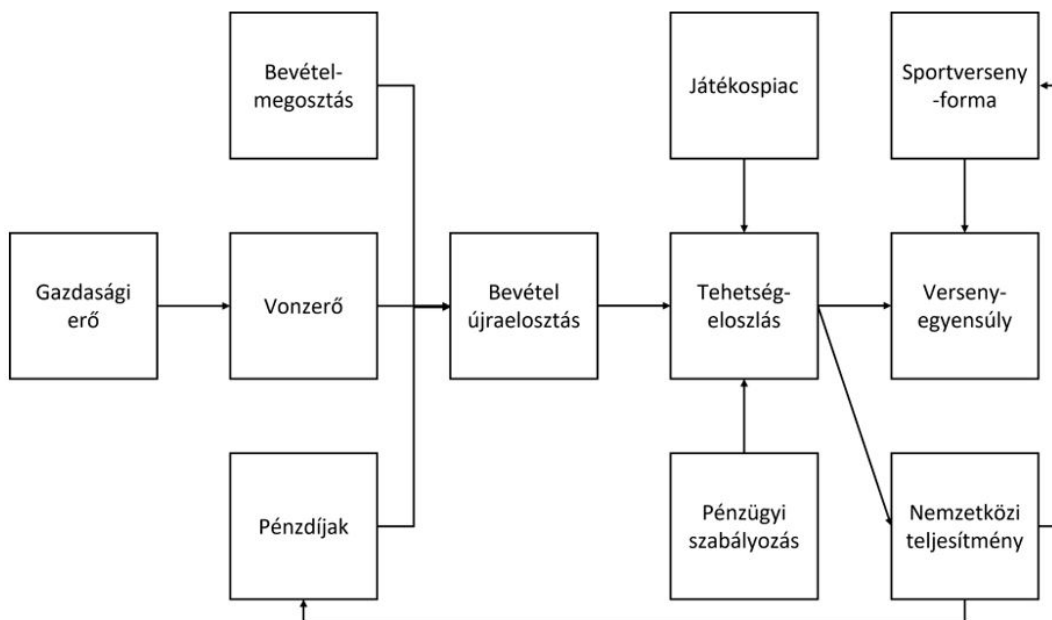 Bevétel-
megosztás
Játékospiac
Sportverseny
-forma
Gazdasági
erő
Vonzerő
Bevétel
újraelosztás
Tehetség-
eloszlás
Verseny-
egyensúly
Pénzdíjak
Pénzügyi
szabályozás
Nemzetközi
teljesítmény